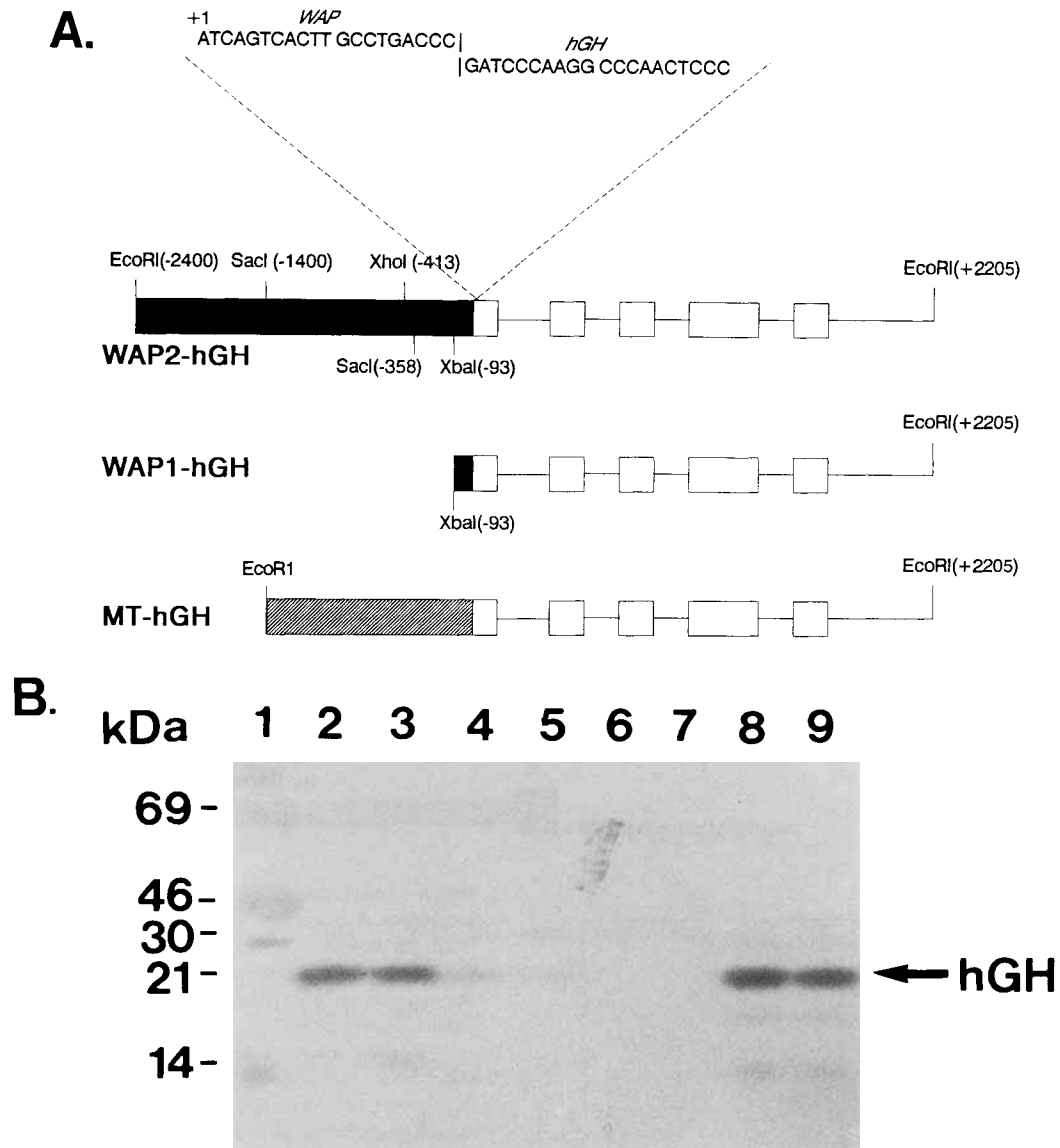 A.
+1 WAP
ATCAGTCACTT GCCTGACCC|
hGH
|GATCCCAAGG CCCAACTCCC
EcoRI(-2400) SacI (-1400) XhoI (-413) EcoRI(+2205)
WAP2-hGH
SacI(-358) XbaI(-93)
EcoRI(+2205)
WAP1-hGH
XbaI(-93)
EcoR1 EcoRI(+2205)
MT-hGH
B.
kDa 1 2 3 4 5 6 7 8 9
69 -
46 -
30 -
21 -
hGH
14 -